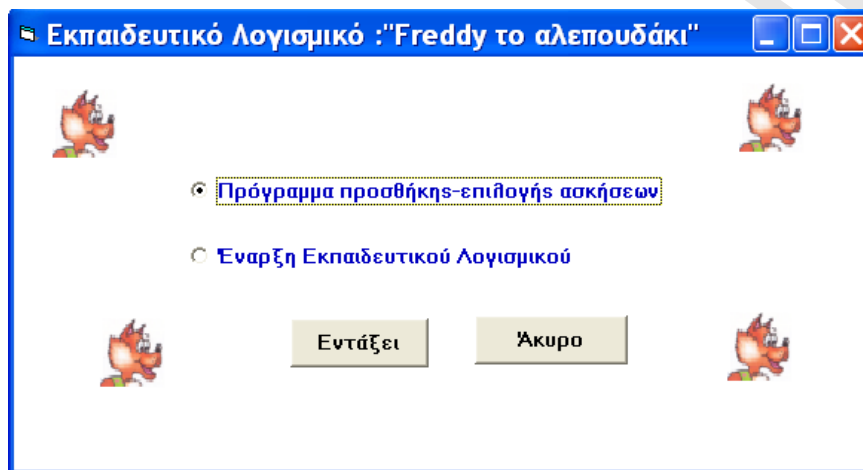 Εκπαιδευτικό Λογισμικό :"Freddy το αλεπουδάκι"
Πρόγραμμα προσθήκης-επιλογής ασκήσεων
Έναρξη Εκπαιδευτικού Λογισμικού
Εντάξει
Άκυρο